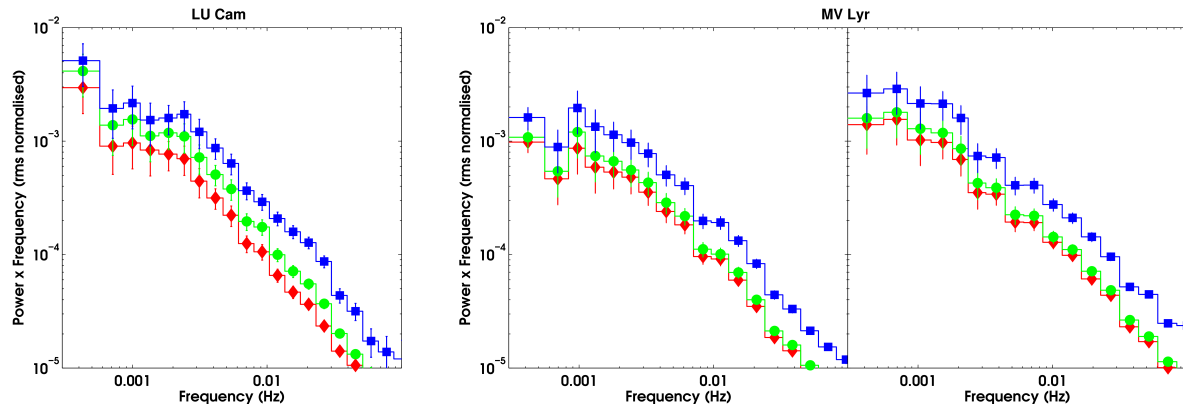 LU Cam
MV Lyr
Power x Frequency (rms normalised)
10⁻²
10⁻³
10⁻⁴
10⁻⁵
0.001 0.01
Frequency (Hz)
Power x Frequency (rms normalised)
10⁻²
10⁻³
10⁻⁴
10⁻⁵
0.001 0.01
Frequency (Hz)
0.001 0.01
Frequency (Hz)